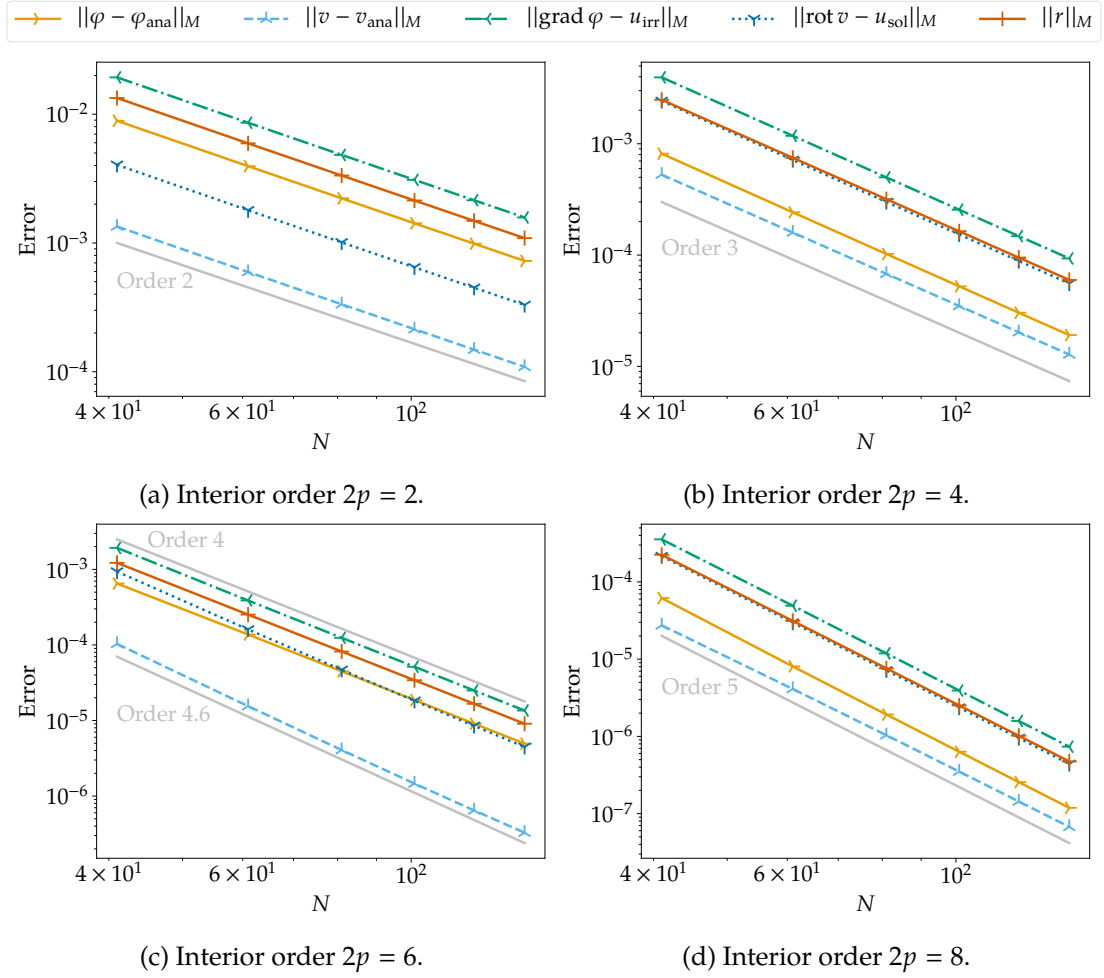 ||φ − φ_ana||_M ||v − v_ana||_M ||grad φ − u_irr||_M ||rot v − u_sol||_M ||r||_M
10^−2
10^−3
10^−4
Error
Order 2
4 × 10^1 6 × 10^1 10^2
N
(a) Interior order 2p = 2.
10^−3
10^−4
10^−5
Error
Order 3
4 × 10^1 6 × 10^1 10^2
N
(b) Interior order 2p = 4.
10^−3
10^−4
10^−5
10^−6
Error
Order 4
Order 4.6
4 × 10^1 6 × 10^1 10^2
N
(c) Interior order 2p = 6.
10^−4
10^−5
10^−6
10^−7
Error
Order 5
4 × 10^1 6 × 10^1 10^2
N
(d) Interior order 2p = 8.